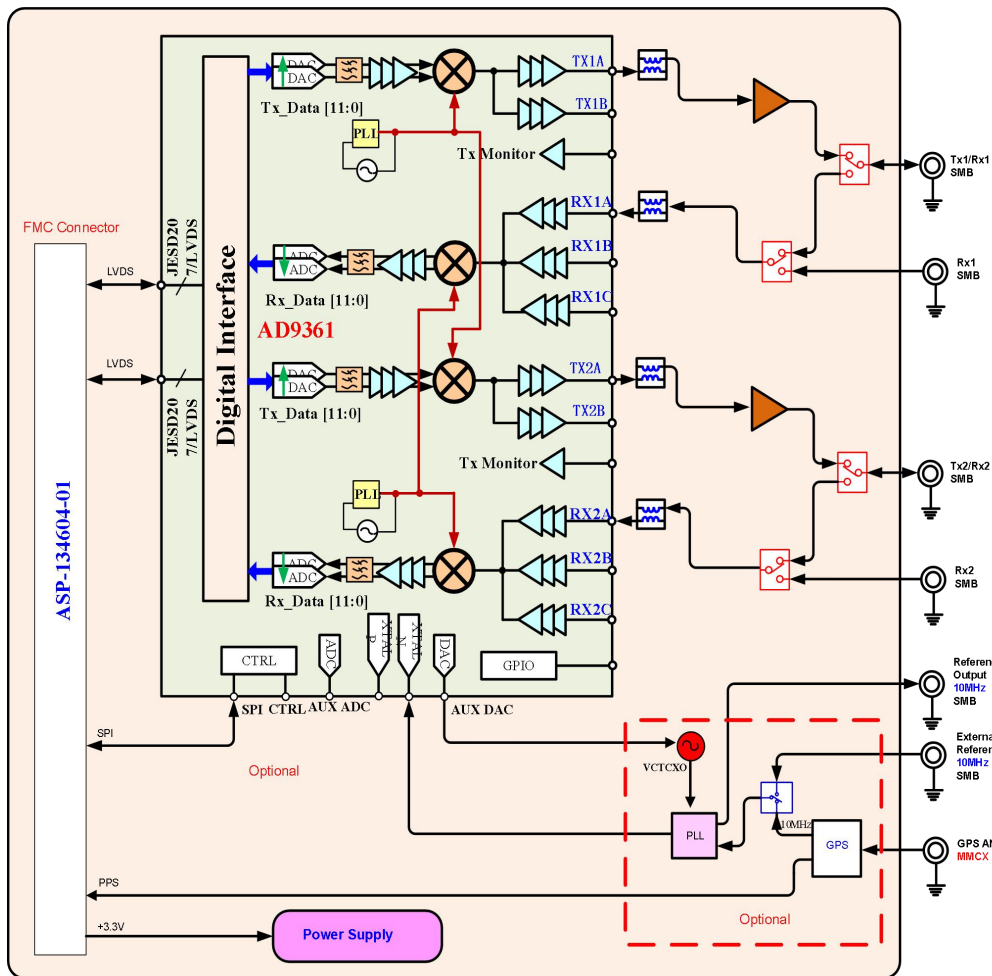 DAC
DAC
Tx_Data [11:0]
PLL
TX1A
TX1B
Tx Monitor
Tx1/Rx1
SMB
RX1A
RX1B
RX1C
Rx1
SMB
FMC Connector
ASP-134604-01
LVDS
JESD20
7/LVDS
Digital Interface
ADC
ADC
Rx_Data [11:0]
AD9361
LVDS
JESD20
7/LVDS
DAC
DAC
Tx_Data [11:0]
TX2A
TX2B
Tx Monitor
Tx2/Rx2
SMB
PLL
RX2A
RX2B
RX2C
Rx2
SMB
ADC
ADC
Rx_Data [11:0]
CTRL
ADC
XTAL
P
XTAL
N
DAC
GPIO
SPI CTRL
AUX ADC
AUX DAC
SPI
Optional
VCTCXO
PLL
10MHz
GPS
Optional
Output
10MHz
SMB
10MHz
SMB
GPS
MMCX
PPS
+3.3V
Power Supply